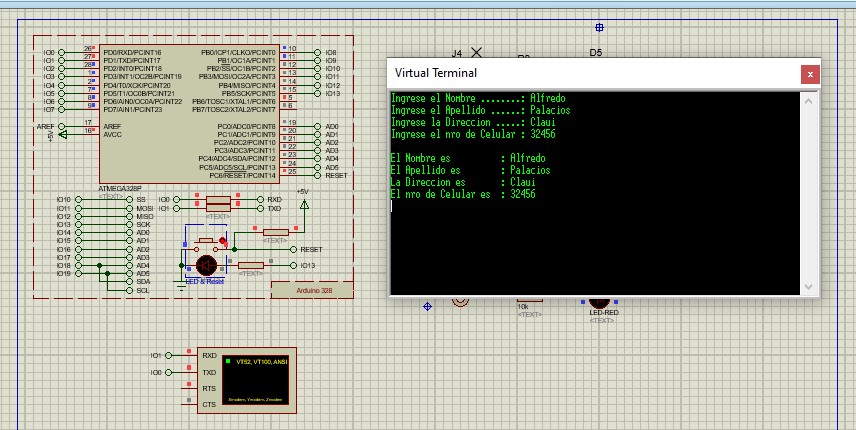 J4
D5
Virtual Terminal
x
Ingrese el Nombre ........: Alfredo
Ingrese el Apellido ......: Palacios
Ingrese la Direccion .....: Claui
Ingrese el nro de Celular : 32456
El Nombre es : Alfredo
El Apellido es : Palacios
La Direccion es : Claui
El nro de Celular es : 32456
IO0 26 PD0/RXD/PCINT16 PB0/ICP1/CLKO/PCINT0 10 IO8
IO1 27 PD1/TXD/PCINT17 PB1/OC1A/PCINT1 11 IO9
IO2 28 PD2/INT0/PCINT18 PB2/SS/OC1B/PCINT2 12 IO10
IO3 1 PD3/INT1/OC2B/PCINT19 PB3/MOSI/OC2A/PCINT3 13 IO11
IO4 2 PD4/T0/XCK/PCINT20 PB4/MISO/PCINT4 14 IO12
IO5 7 PD5/T1/OC0B/PCINT21 PB5/SCK/PCINT5 15 IO13
IO6 8 PD6/AIN0/OC0A/PCINT22 PB6/TOSC1/XTAL1/PCINT6 5
IO7 9 PD7/AIN1/PCINT23 PB7/TOSC2/XTAL2/PCINT7 6
AREF 17 AREF PC0/ADC0/PCINT8 19 AD0
+5V 16 AVCC PC1/ADC1/PCINT9 20 AD1
PC2/ADC2/PCINT10 21 AD2
PC3/ADC3/PCINT11 22 AD3
PC4/ADC4/SDA/PCINT12 23 AD4
PC5/ADC5/SCL/PCINT13 24 AD5
PC6/RESET/PCINT14 25 RESET
ATMEGA328P
<TEXT>
IO10 SS
IO11 MOSI
IO12 MISO
IO13 SCK
IO14 AD0
IO15 AD1
IO16 AD2
IO17 AD3
IO18 AD4
IO19 AD5
SDA
SCL
IO0 RXD
IO1 TXD
<TEXT>
+5V
<TEXT>
RESET
IO13
<TEXT>
LED & Reset
Arduino 328
10k
<TEXT>
LED-RED
<TEXT>
IO1 RXD
IO0 TXD
RTS
CTS
VT52, VT100, ANSI
Xmodem, Ymodem, Zmodem